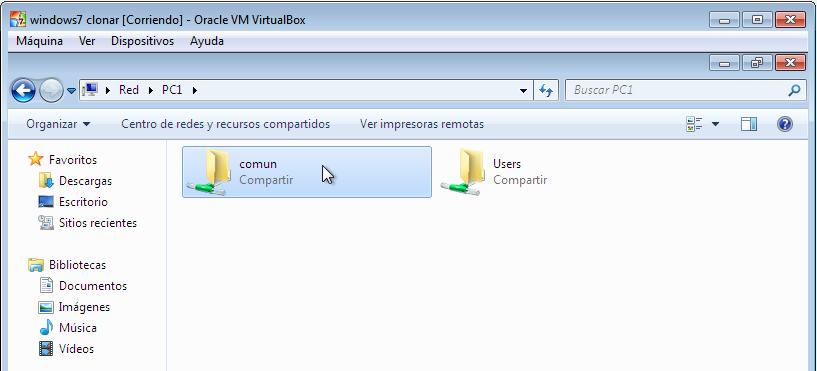 windows7 clonar [Corriendo] - Oracle VM VirtualBox
Máquina Ver Dispositivos Ayuda
Red PC1 Buscar PC1
Organizar Centro de redes y recursos compartidos Ver impresoras remotas
Favoritos
Descargas
Escritorio
Sitios recientes
Bibliotecas
Documentos
Imágenes
Música
Vídeos
comun
Compartir
Users
Compartir